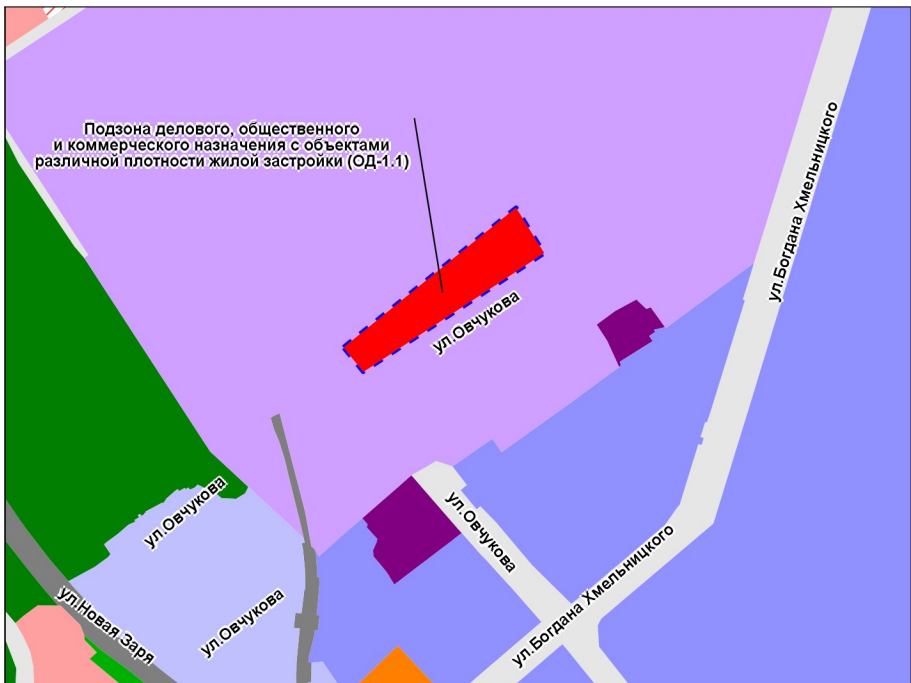 Подзона делового, общественного
и коммерческого назначения с объектами
различной плотности жилой застройки (ОД-1.1)
ул.Богдана Хмельницкого
ул.Овчукова
ул.Овчукова
ул.Овчукова
ул.Богдана Хмельницкого
ул.Новая Заря
ул.Овчукова